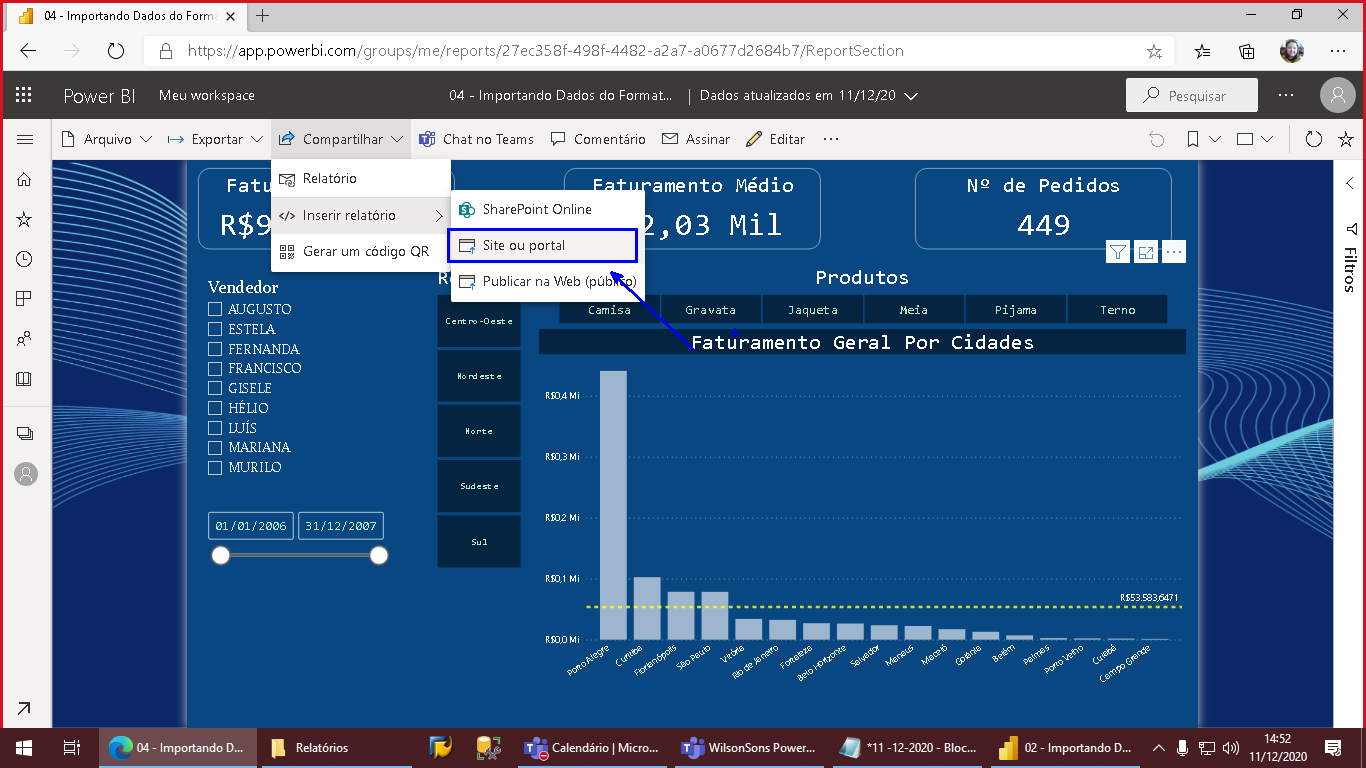 04 - Importando Dados do Forma
https://app.powerbi.com/groups/me/reports/27ec358f-498f-4482-a2a7-a0677d2684b7/ReportSection
Power BI Meu workspace 04 - Importando Dados do Format... | Dados atualizados em 11/12/20 Pesquisar
Arquivo Exportar Compartilhar Chat no Teams Comentário Assinar Editar
Relatório
Inserir relatório
Gerar um código QR
SharePoint Online
Site ou portal
Publicar na Web (público)
Faturamento Médio
2,03 Mil
Nº de Pedidos
449
R$9
Filtros
Vendedor
AUGUSTO
ESTELA
FERNANDA
FRANCISCO
GISELE
HÉLIO
LUÍS
MARIANA
MURILO
01/01/2006 31/12/2007
Centro-Oeste
Nordeste
Norte
Sudeste
Sul
Produtos
Camisa Gravata Jaqueta Meia Pijama Terno
Faturamento Geral Por Cidades
R$0,4 Mi
R$0,3 Mi
R$0,2 Mi
R$0,1 Mi
R$0,0 Mi
R$53.583,6471
Porto Alegre Curitiba Florianópolis São Paulo Vitória Rio de Janeiro Fortaleza Belo Horizonte Salvador Manaus Maceió Goiânia Belém Palmas Porto Velho Cuiabá Campo Grande
04 - Importando D... Relatórios Calendário | Micro... WilsonSons Power... *11 -12-2020 - Bloc... 02 - Importando D...
14:52
11/12/2020